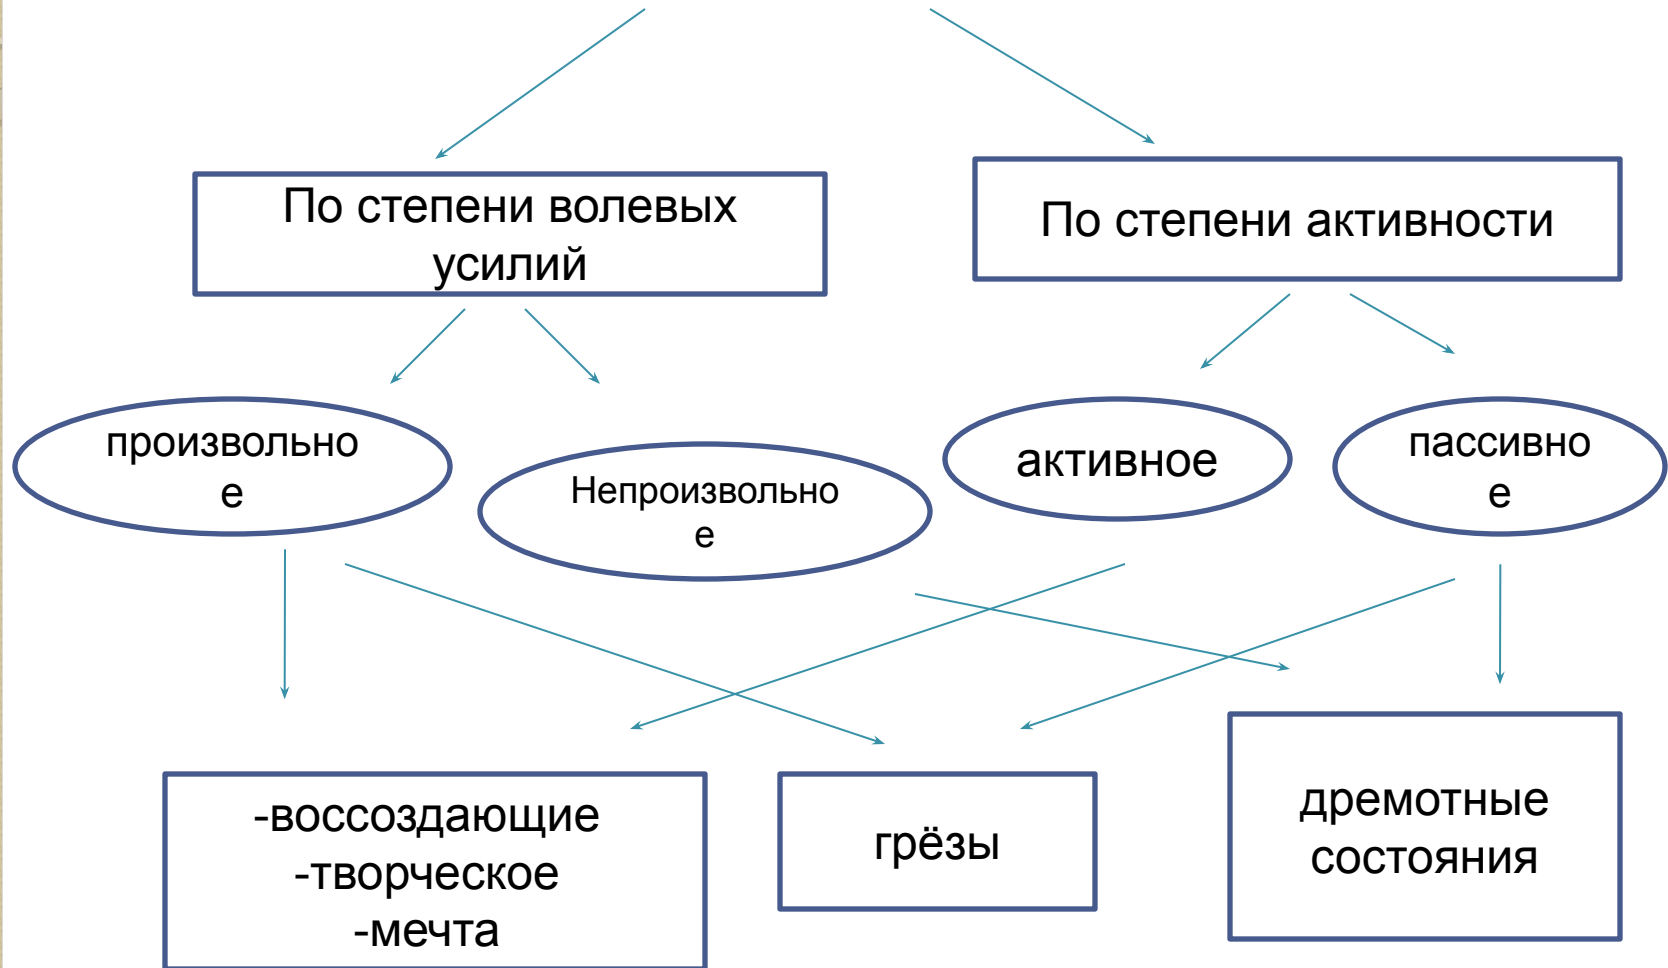 По степени волевых
усилий
По степени активности
произвольно
е
Непроизвольно
е
активное
пассивно
е
-воссоздающие
-творческое
-мечта
грёзы
дремотные
состояния